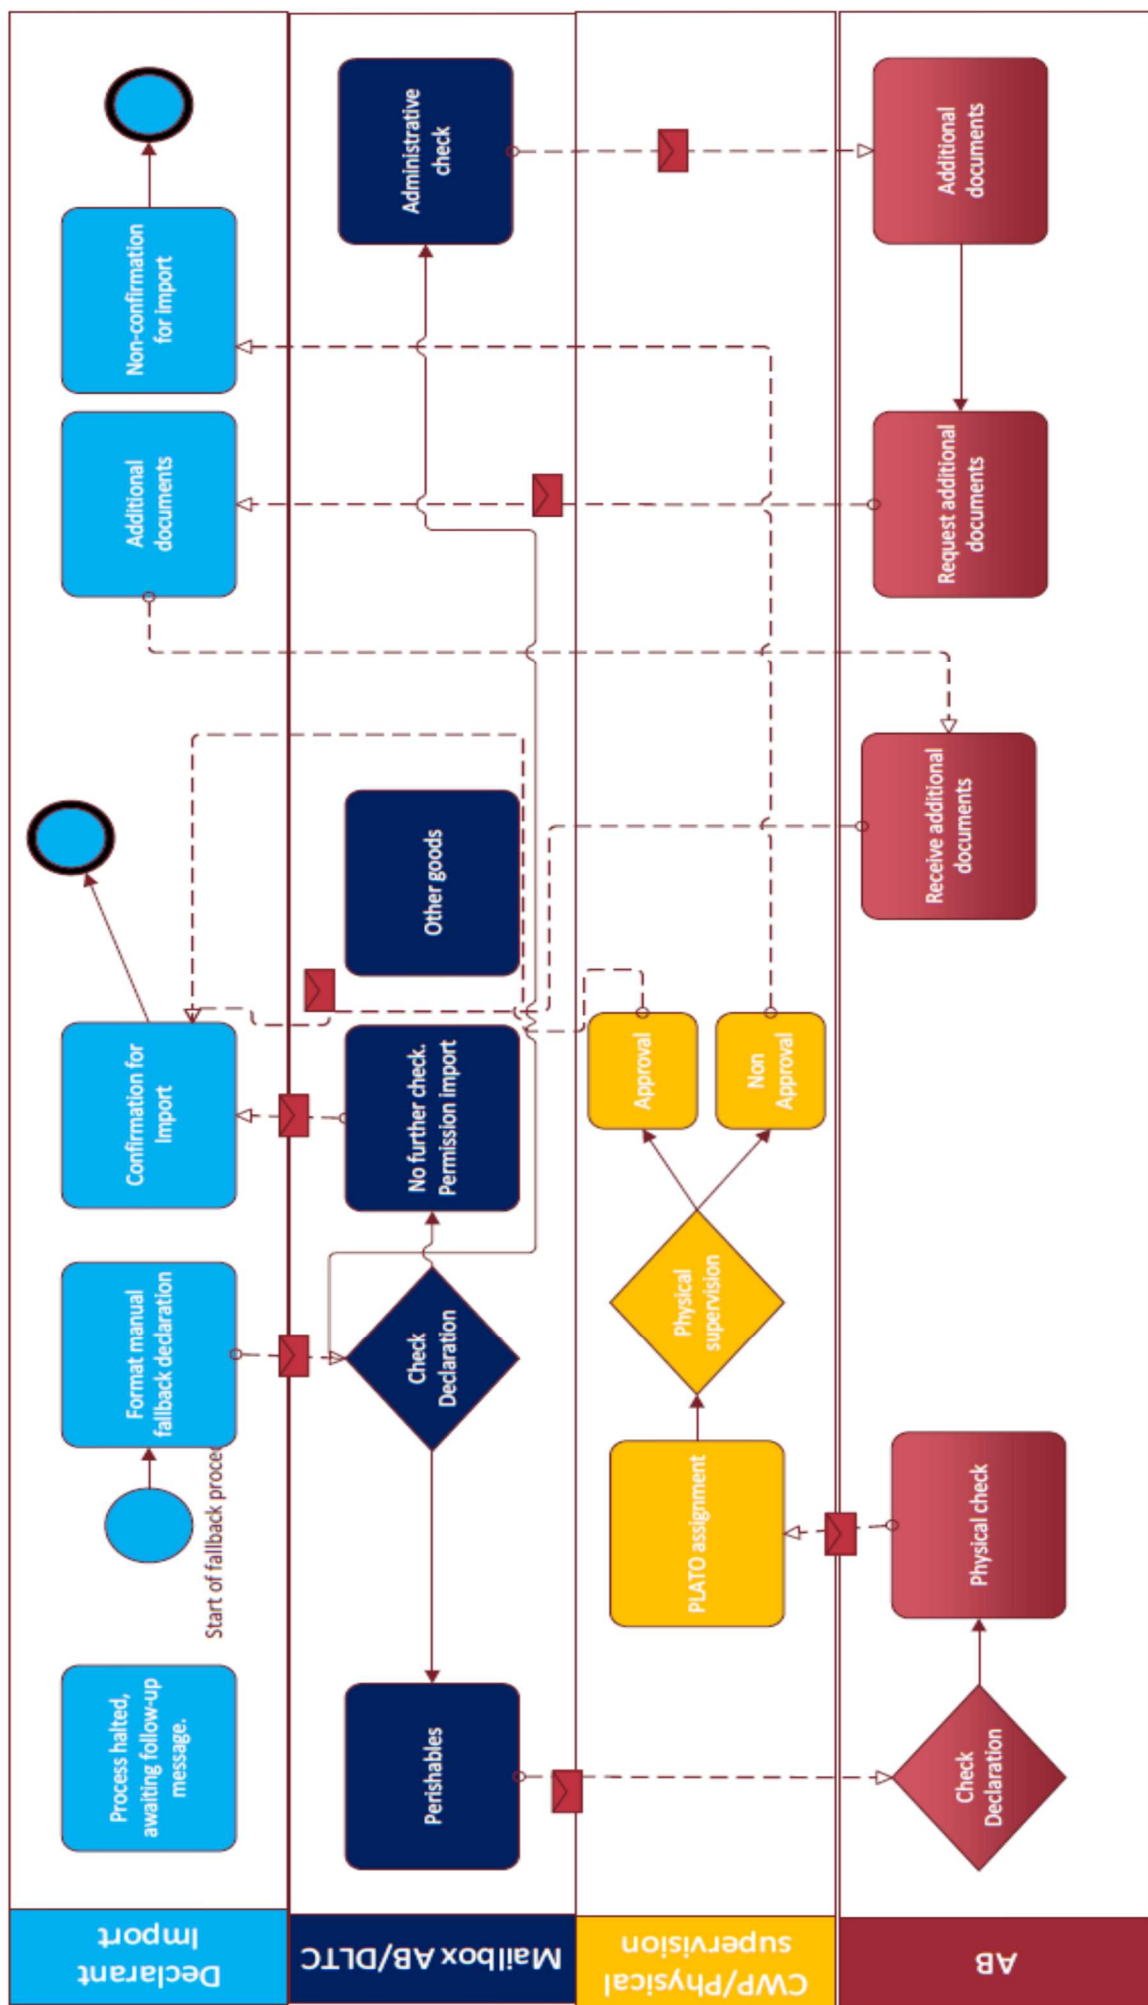 Declarant
Import
Process halted,
awaiting follow-up
message.
Start of fallback proced
Format manual
fallback declaration
Confirmation for
Import
Additional
documents
Non-confirmation
for import
Mailbox AB/DLTC
Perishables
Check
Declaration
No further check.
Permission import
Other goods
Administrative
check
CWP/Physical
supervision
PLATO assignment
Physical
supervision
Approval
Non
Approval
AB
Check
Declaration
Physical check
Receive additional
documents
Request additional
documents
Additional
documents